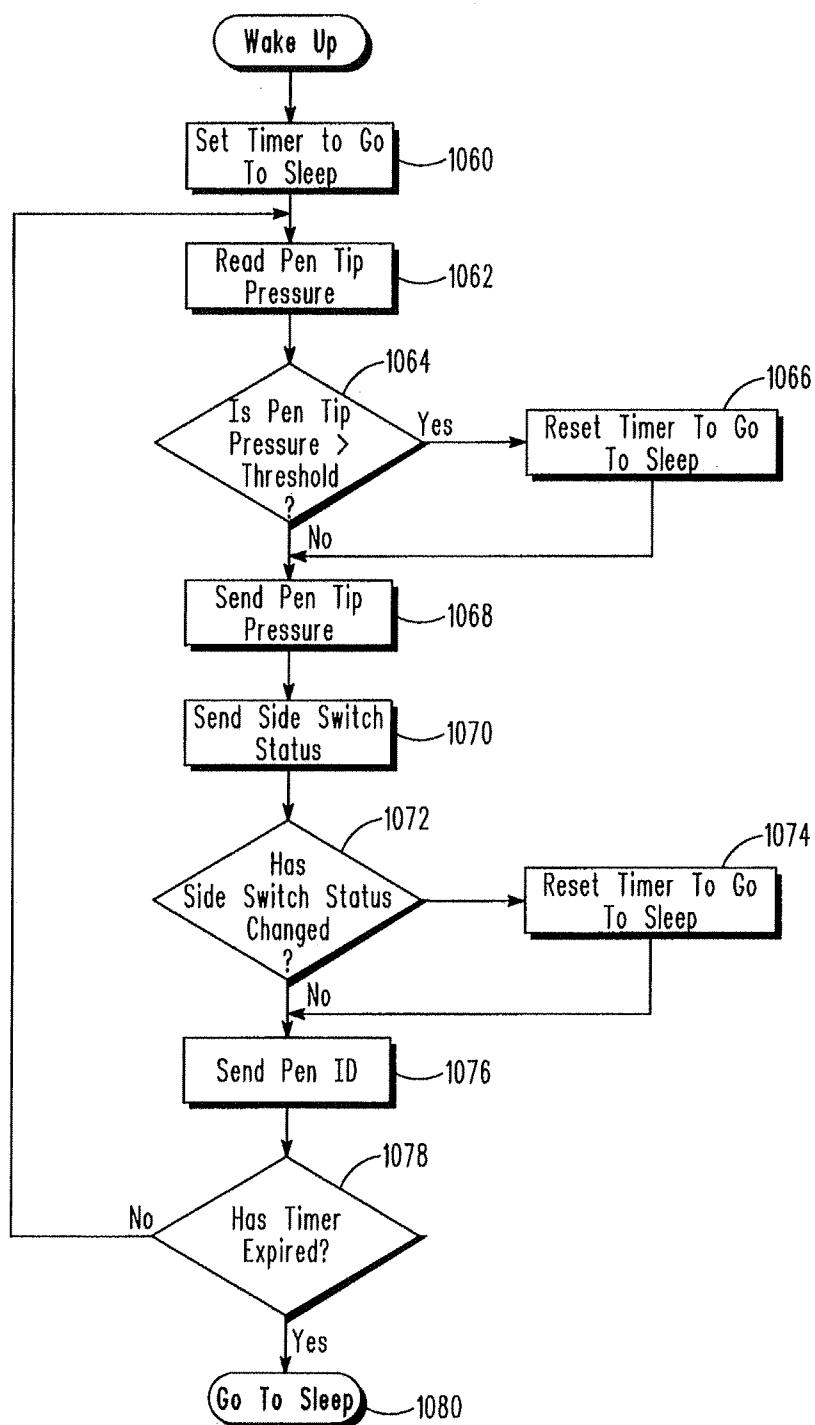 Wake Up
Set Timer to Go
To Sleep
1060
Read Pen Tip
Pressure
1062
1064
Is Pen Tip
Pressure >
Threshold
?
Yes
1066
Reset Timer To Go
To Sleep
No
Send Pen Tip
Pressure
1068
Send Side Switch
Status
1070
1072
Has
Side Switch Status
Changed
?
1074
Reset Timer To Go
To Sleep
No
Send Pen ID
1076
1078
No
Has Timer
Expired?
Yes
Go To Sleep
1080